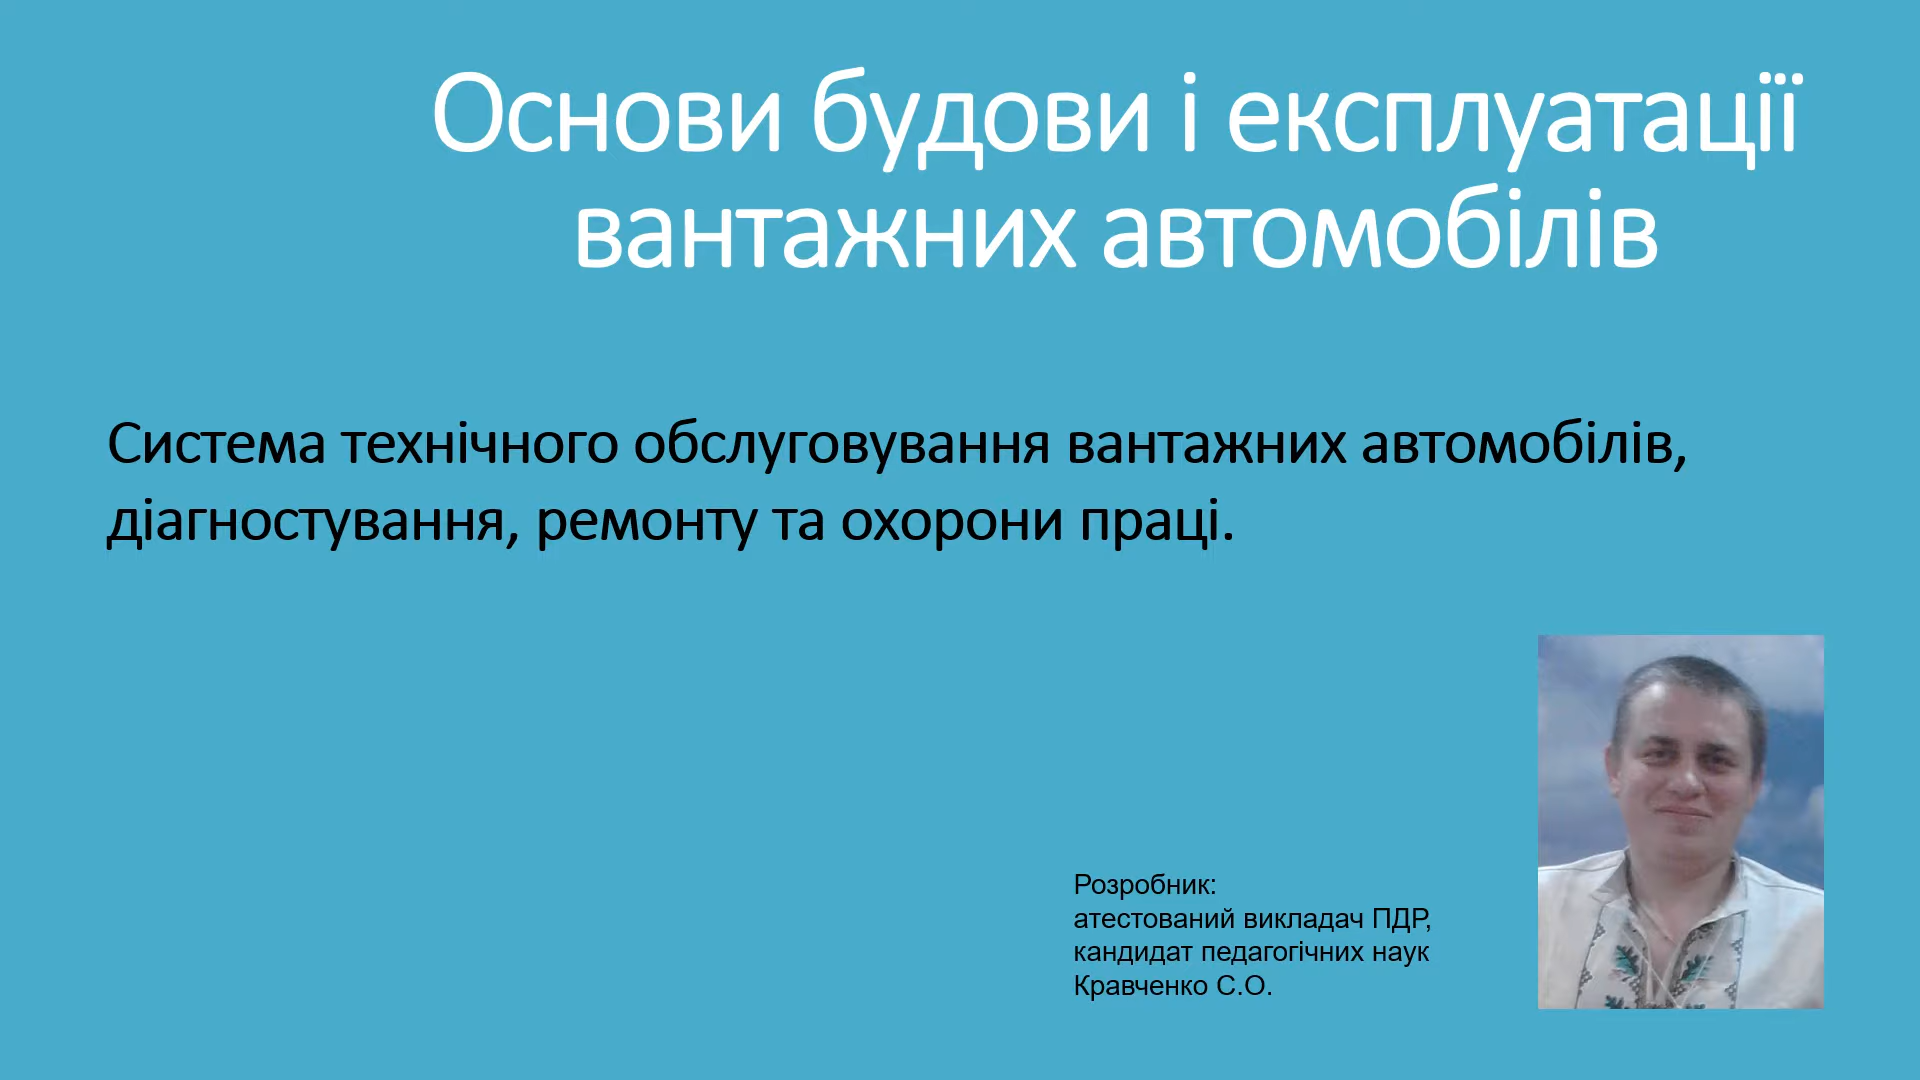 Основи будови і експлуатації
вантажних автомобілів
Система технічного обслуговування вантажних автомобілів,
діагностування, ремонту та охорони праці.
Розробник:
атестований викладач ПДР,
кандидат педагогічних наук
Кравченко С.О.